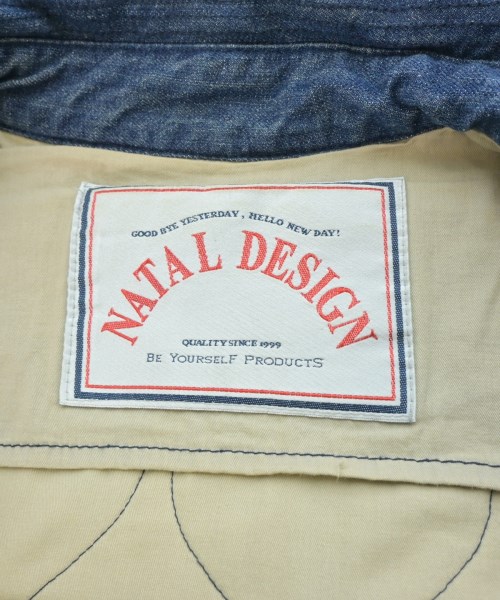 GOOD BYE YESTERDAY, HELLO NEW DAY!
NATAL DESIGN
QUALITY SINCE 1999
BE YOURSELF PRODUCTS